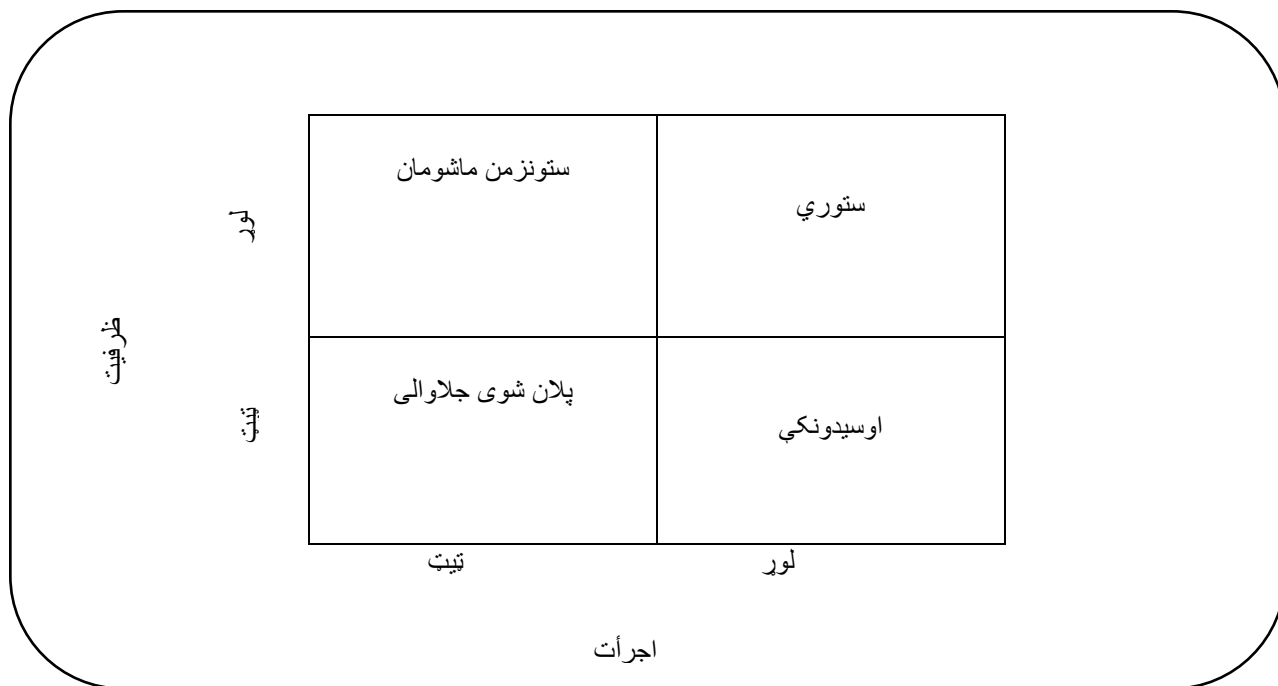 ستونزمن ماشومان
ستوري
لوړ
ظرفیت
پلان شوی جلاوالی
اوسیدونکي
ټیټ
ټیټ
لوړ
اجرأت